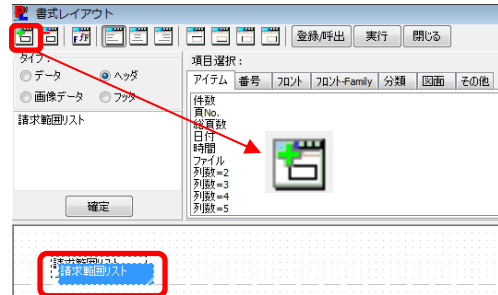 書式レイアウト
登録/呼出 実行 閉じる
タイプ:
データ ヘッダ
画像データ フッタ
請求範囲リスト
確定
項目選択:
アイテム 番号 フロント フロント-Family 分類 図面 その他
件数
頁No.
総頁数
日付
時間
ファイル
列数=2
列数=3
列数=4
列数=5
請求範囲リスト
請求範囲リスト